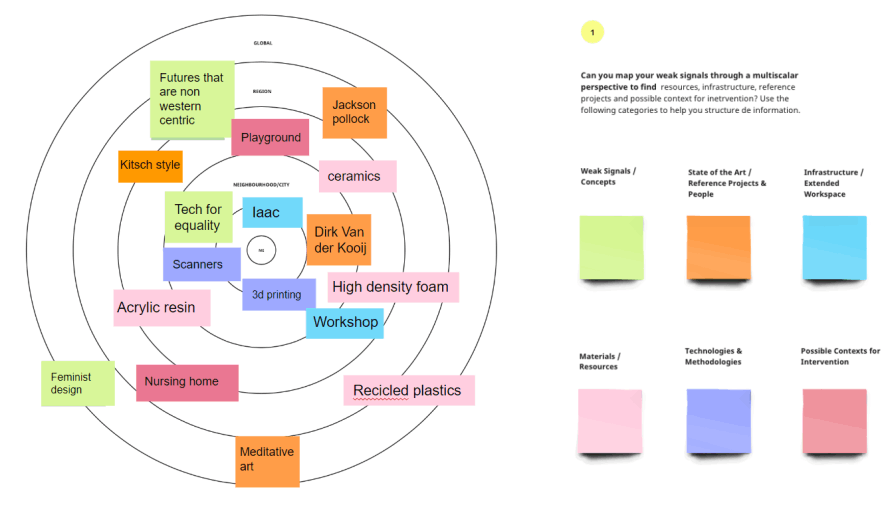 GLOBAL
REGION
NEIGHBOURHOOD/CITY
ME
Futures that
are non
western
centric
Jackson
pollock
Playground
Kitsch style
ceramics
Tech for
equality
Iaac
Dirk Van
der Kooij
Scanners
3d printing
High density foam
Acrylic resin
Workshop
Feminist
design
Nursing home
Recicled plastics
Meditative
art
1
Can you map your weak signals through a multiscalar
perspective to find resources, infrastructure, reference
projects and possible context for inetrvention? Use the
following categories to help you structure de information.
Weak Signals /
Concepts
State of the Art /
Reference Projects &
People
Infrastructure /
Extended
Workspace
Materials /
Resources
Technologies &
Methodologies
Possible Contexts for
Intervention